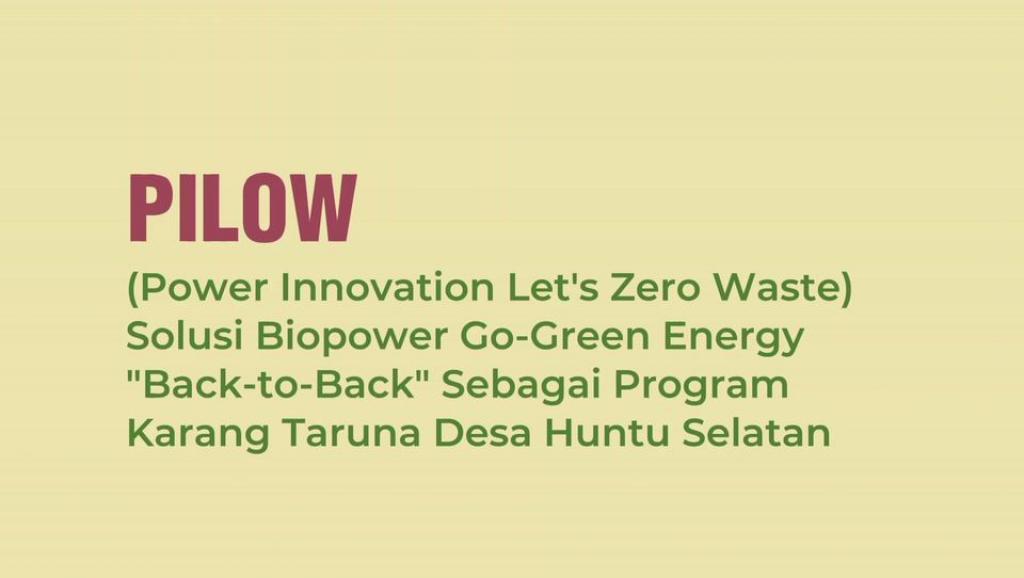 PILOW
(Power Innovation Let's Zero Waste)
Solusi Biopower Go-Green Energy
"Back-to-Back" Sebagai Program
Karang Taruna Desa Huntu Selatan